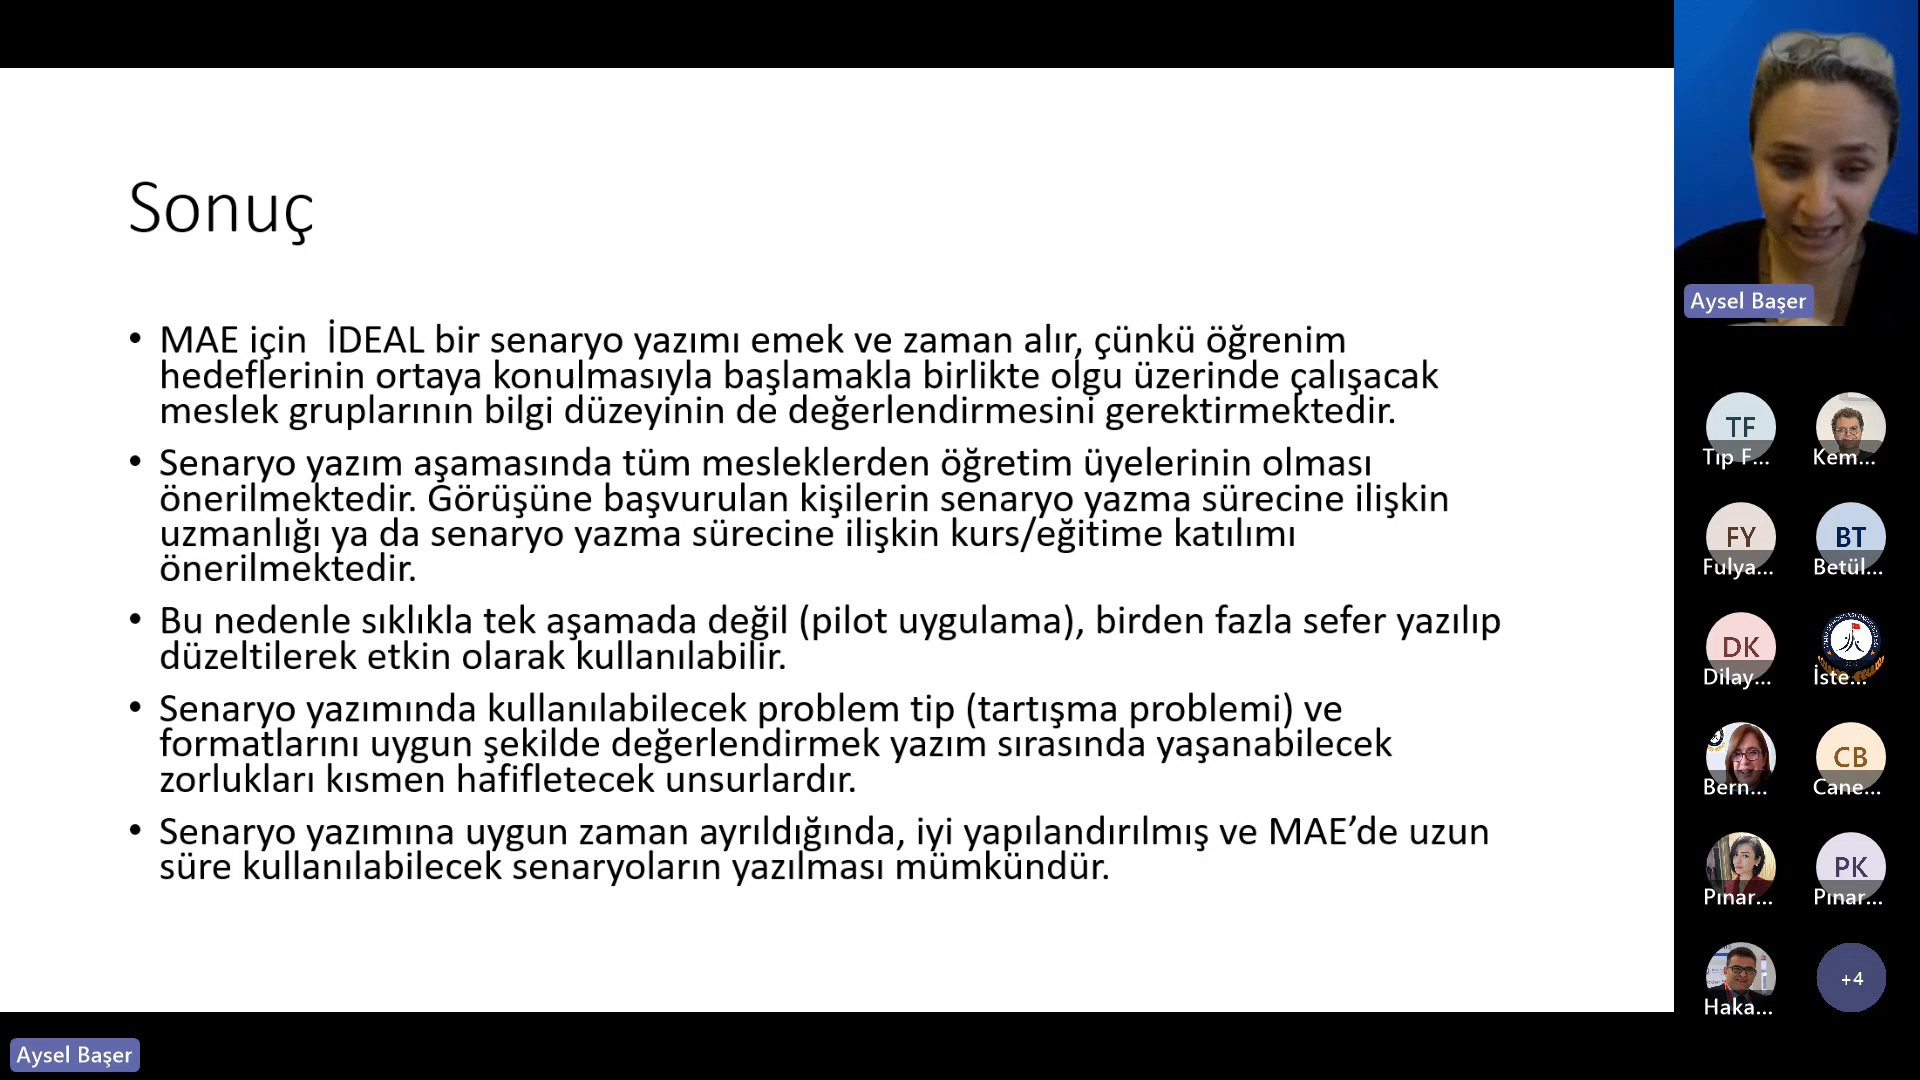 Sonuç
• MAE için  İDEAL bir senaryo yazımı emek ve zaman alır, çünkü öğrenim
hedeflerinin ortaya konulmasıyla başlamakla birlikte olgu üzerinde çalışacak
meslek gruplarının bilgi düzeyinin de değerlendirmesini gerektirmektedir.
• Senaryo yazım aşamasında tüm mesleklerden öğretim üyelerinin olması
önerilmektedir. Görüşüne başvurulan kişilerin senaryo yazma sürecine ilişkin
uzmanlığı ya da senaryo yazma sürecine ilişkin kurs/eğitime katılımı
önerilmektedir.
• Bu nedenle sıklıkla tek aşamada değil (pilot uygulama), birden fazla sefer yazılıp
düzeltilerek etkin olarak kullanılabilir.
• Senaryo yazımında kullanılabilecek problem tip (tartışma problemi) ve
formatlarını uygun şekilde değerlendirmek yazım sırasında yaşanabilecek
zorlukları kısmen hafifletecek unsurlardır.
• Senaryo yazımına uygun zaman ayrıldığında, iyi yapılandırılmış ve MAE’de uzun
süre kullanılabilecek senaryoların yazılması mümkündür.
Aysel Başer
TF
Tıp F...
Kem...
FY
Fulya...
BT
Betül...
DK
Dilay...
İste...
Bern...
CB
Cane...
Pınar...
PK
Pınar...
Haka...
+4
Aysel Başer